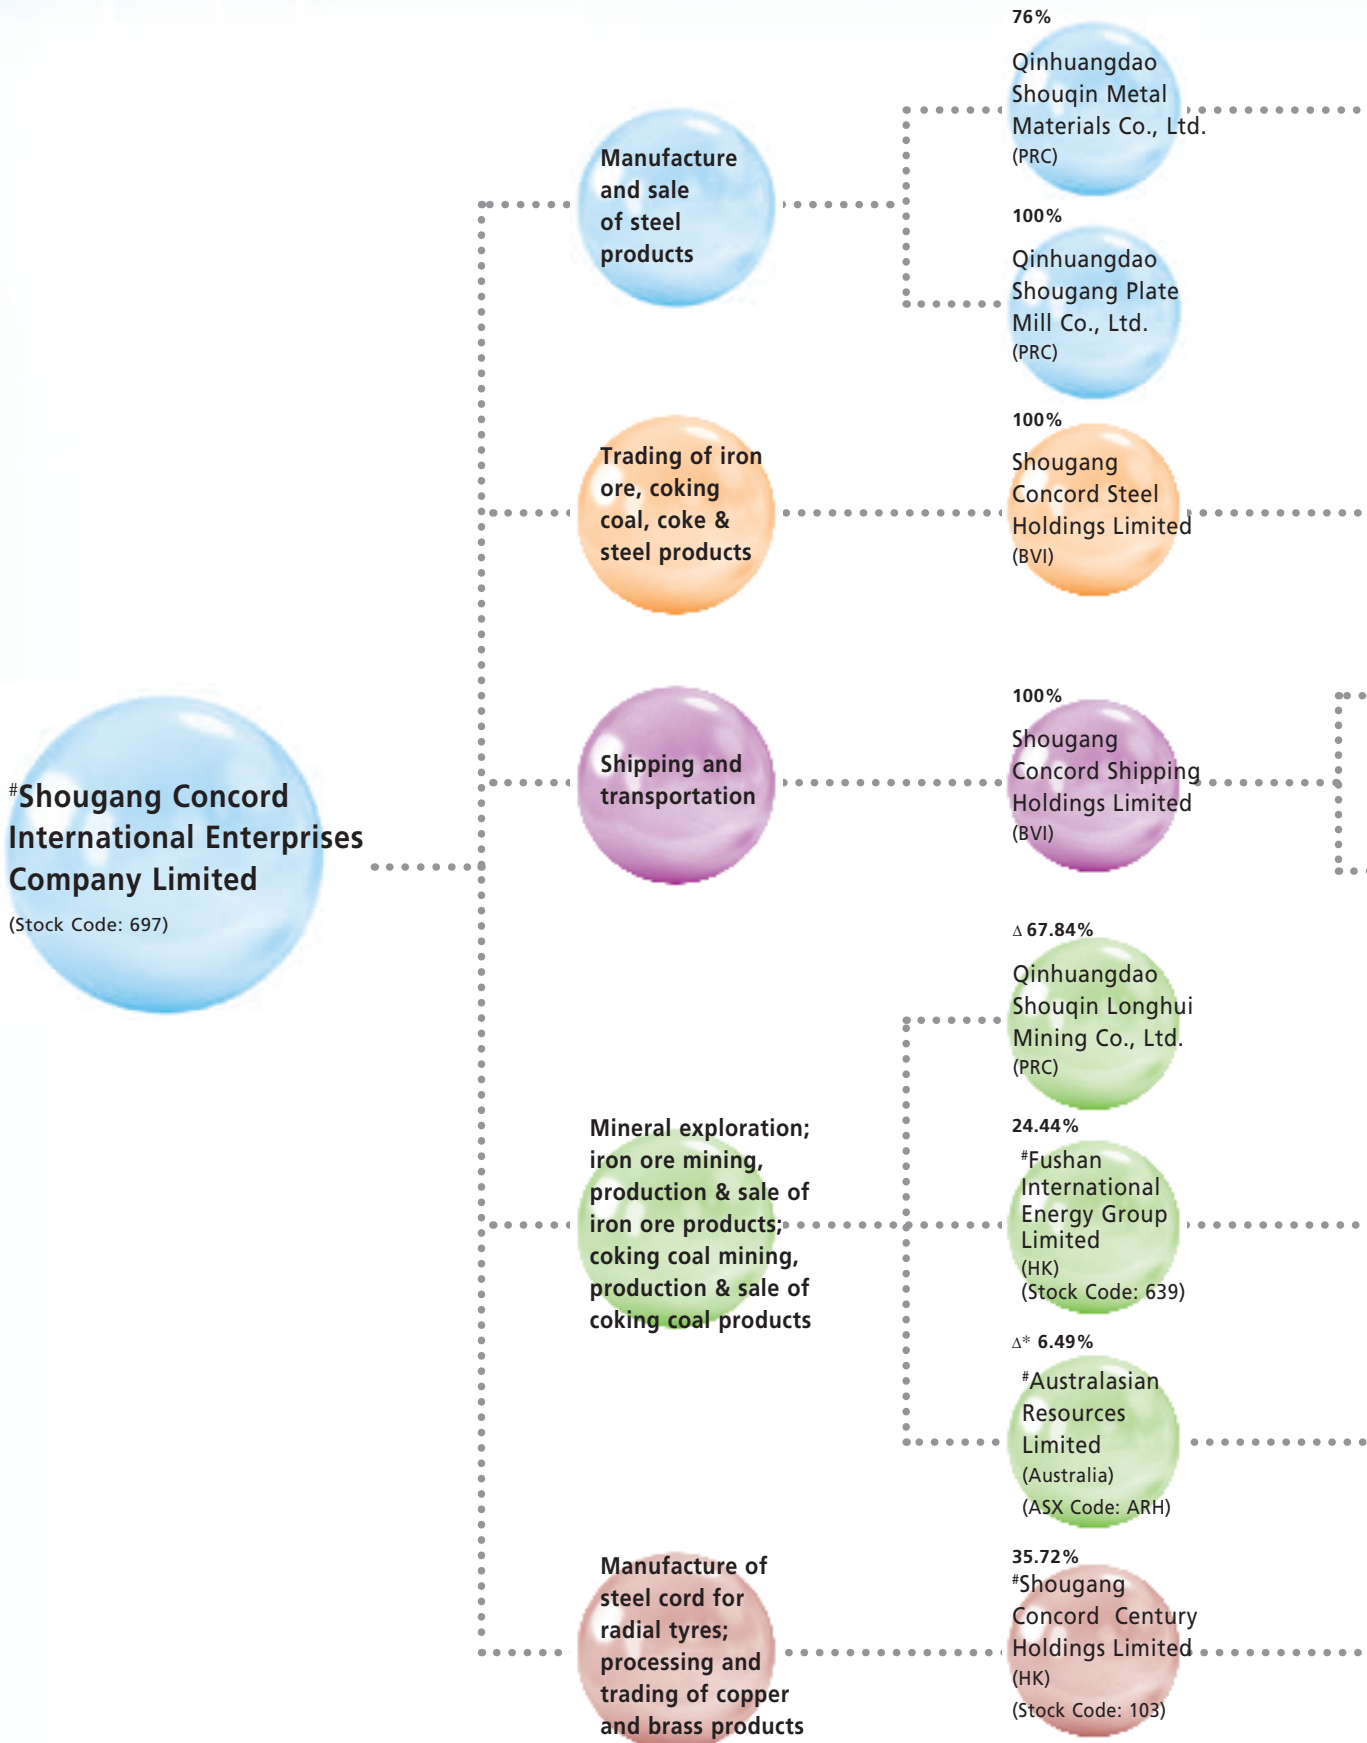 #Shougang Concord
International Enterprises
Company Limited
(Stock Code: 697)
Manufacture
and sale
of steel
products
76%
Qinhuangdao
Shouqin Metal
Materials Co., Ltd.
(PRC)
100%
Qinhuangdao
Shougang Plate
Mill Co., Ltd.
(PRC)
Trading of iron
ore, coking
coal, coke &
steel products
100%
Shougang
Concord Steel
Holdings Limited
(BVI)
Shipping and
transportation
100%
Shougang
Concord Shipping
Holdings Limited
(BVI)
Mineral exploration;
iron ore mining,
production & sale of
iron ore products;
coking coal mining,
production & sale of
coking coal products
Δ 67.84%
Qinhuangdao
Shouqin Longhui
Mining Co., Ltd.
(PRC)
24.44%
#Fushan
International
Energy Group
Limited
(HK)
(Stock Code: 639)
Δ* 6.49%
#Australasian
Resources
Limited
(Australia)
(ASX Code: ARH)
Manufacture of
steel cord for
radial tyres;
processing and
trading of copper
and brass products
35.72%
#Shougang
Concord Century
Holdings Limited
(HK)
(Stock Code: 103)